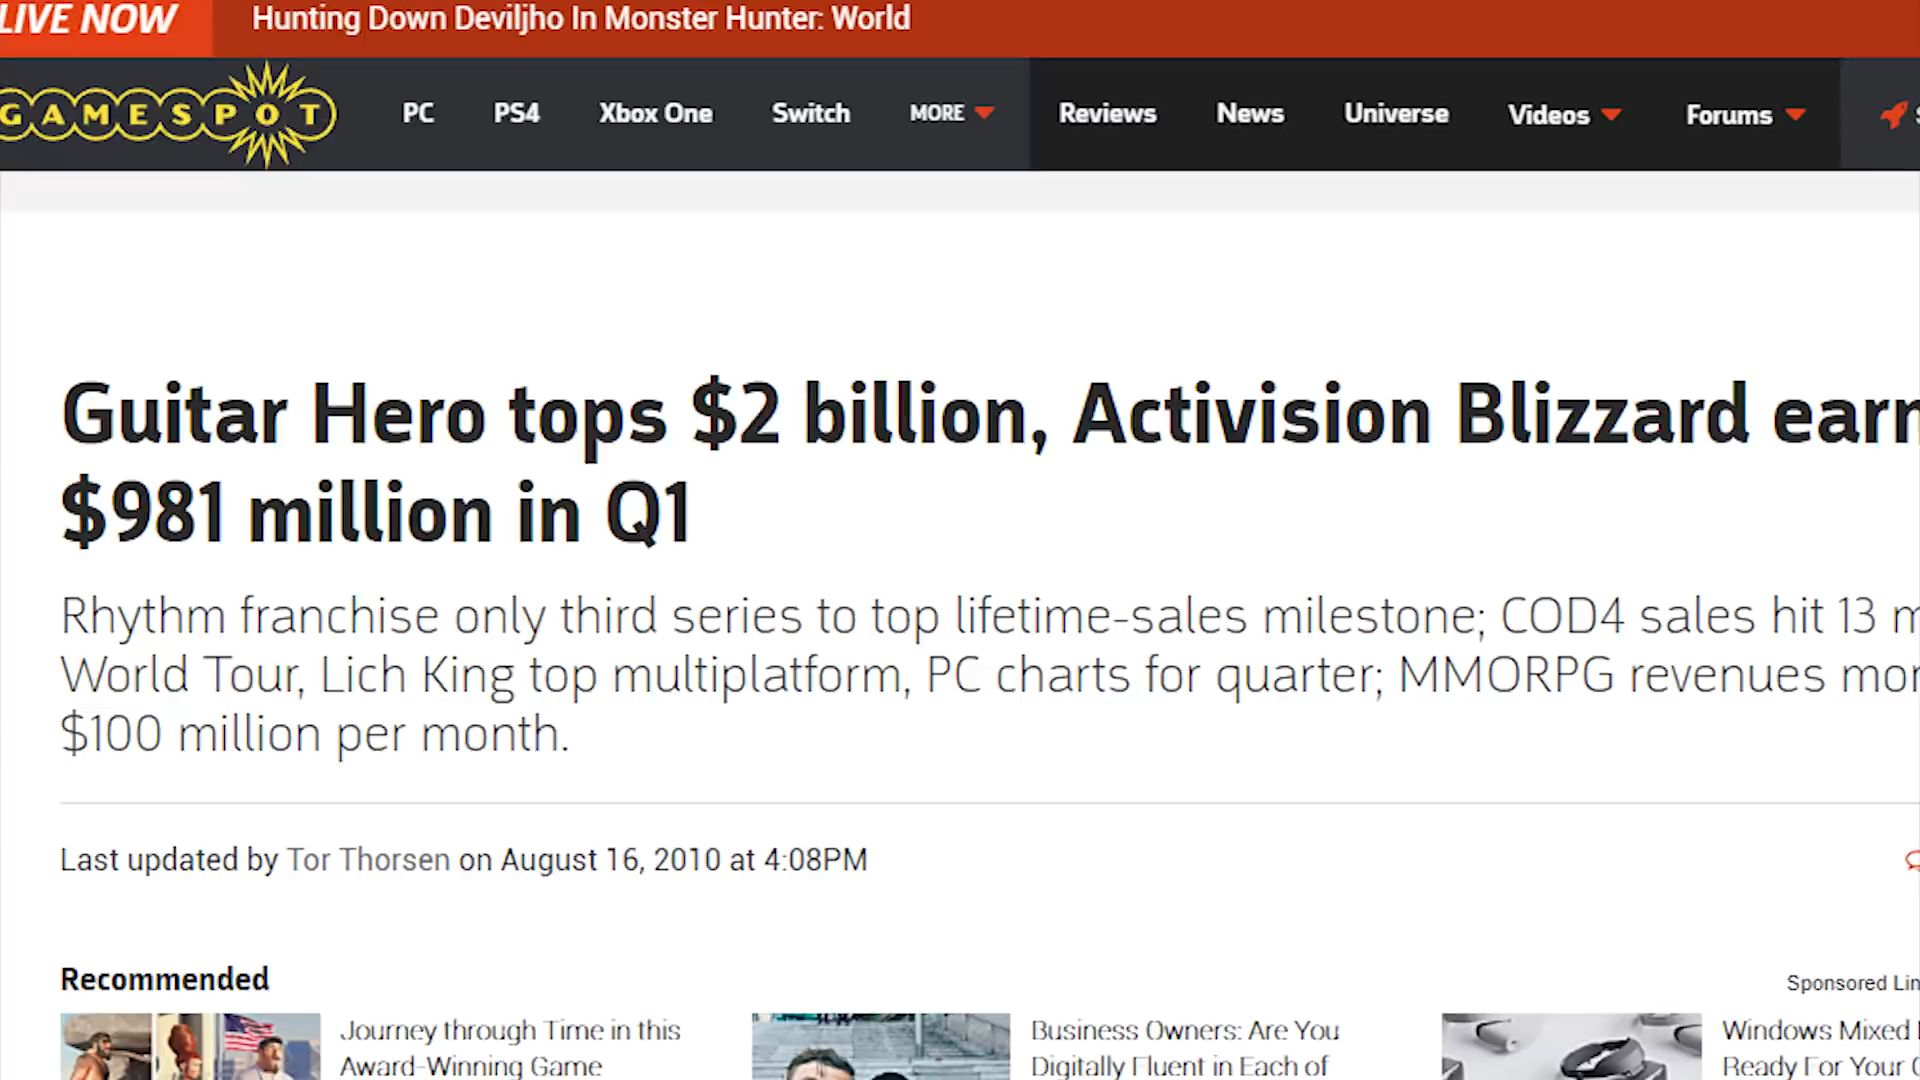 LIVE NOW Hunting Down Deviljho In Monster Hunter: World
GAMESPOT PC PS4 Xbox One Switch MORE Reviews News Universe Videos Forums
Guitar Hero tops $2 billion, Activision Blizzard earn
$981 million in Q1
Rhythm franchise only third series to top lifetime-sales milestone; COD4 sales hit 13 m
World Tour, Lich King top multiplatform, PC charts for quarter; MMORPG revenues mor
$100 million per month.
Last updated by Tor Thorsen on August 16, 2010 at 4:08PM
Recommended
Sponsored Lin
Journey through Time in this
Award-Winning Game
Business Owners: Are You
Digitally Fluent in Each of
Windows Mixed
Ready For Your